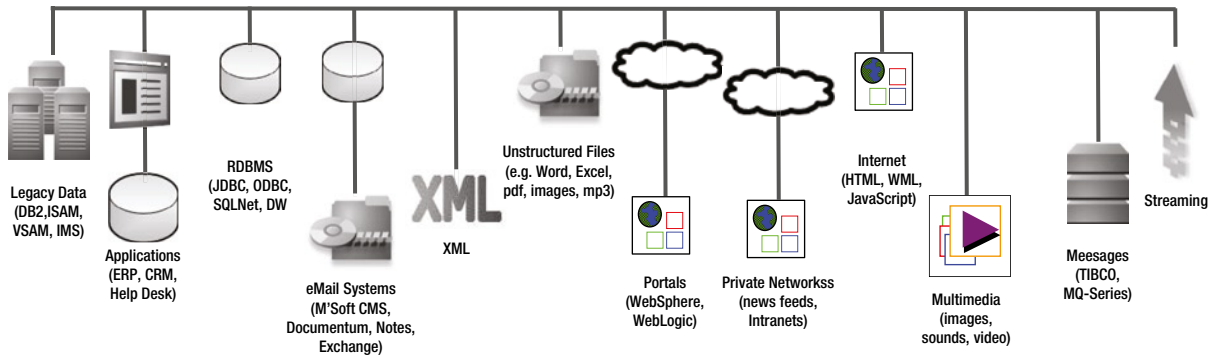 Legacy Data
(DB2,ISAM,
VSAM, IMS)
Applications
(ERP, CRM,
Help Desk)
RDBMS
(JDBC, ODBC,
SQLNet, DW
eMail Systems
(M'Soft CMS,
Documentum, Notes,
Exchange)
XML
XML
Unstructured Files
(e.g. Word, Excel,
pdf, images, mp3)
Portals
(WebSphere,
WebLogic)
Private Networkss
(news feeds,
Intranets)
Internet
(HTML, WML,
JavaScript)
Multimedia
(images,
sounds, video)
Meesages
(TIBCO,
MQ-Series)
Streaming